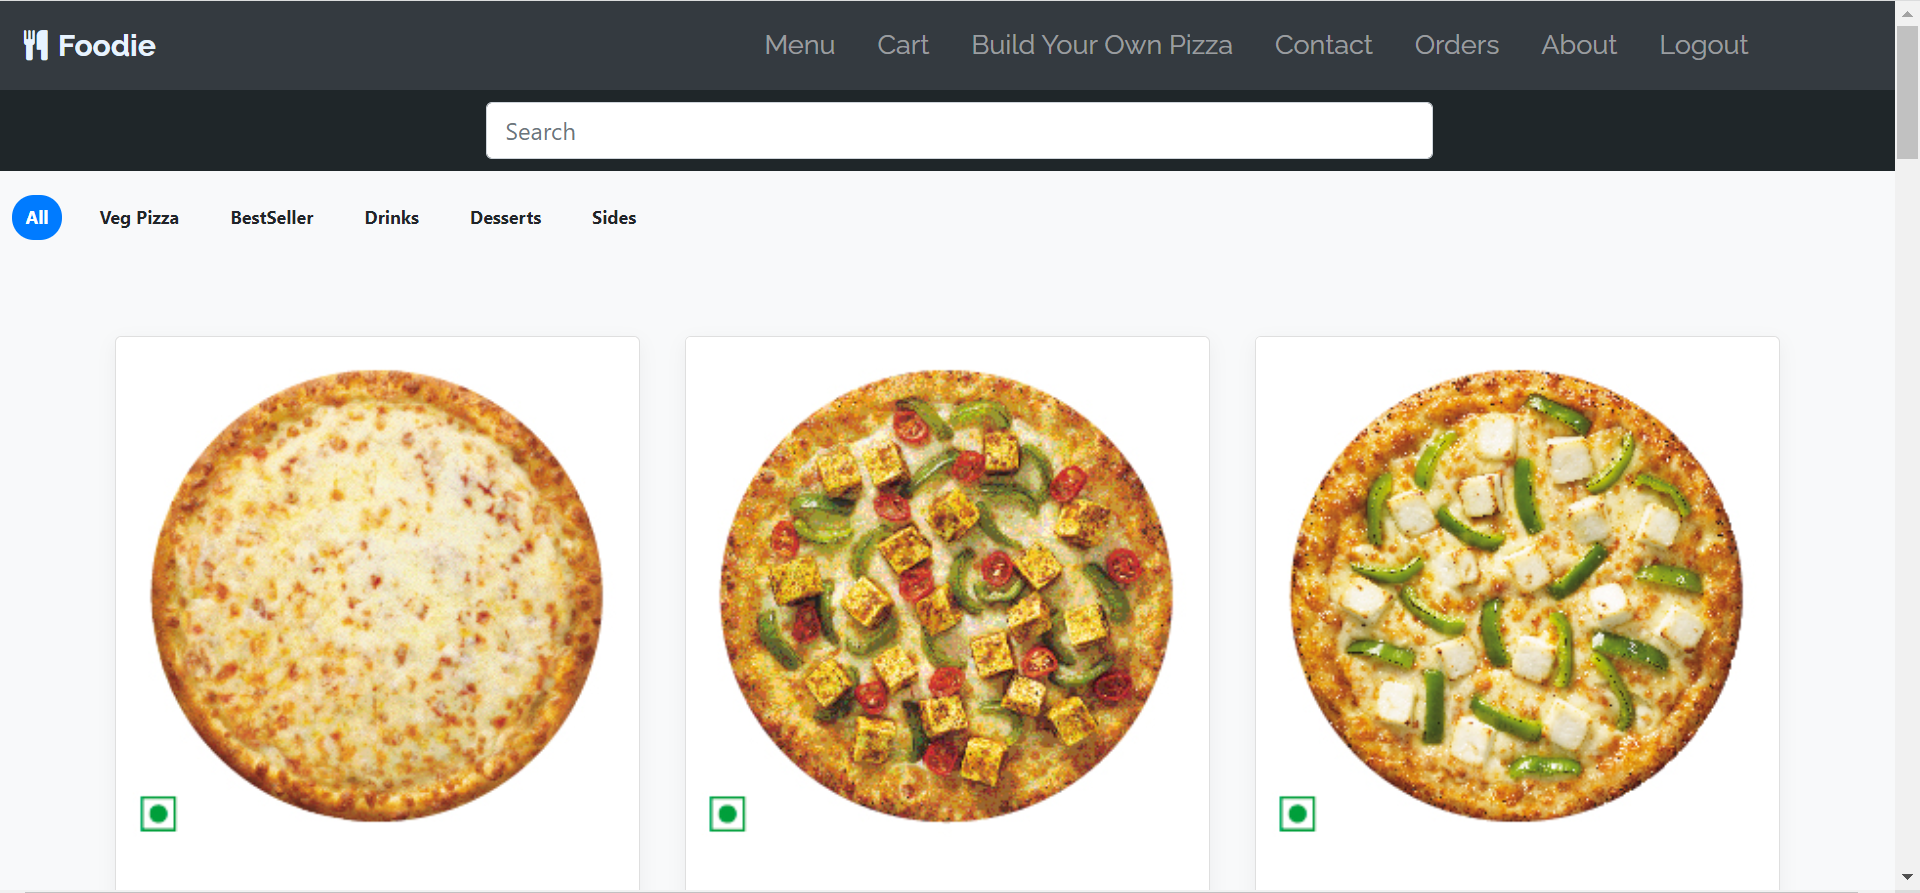 Foodie
Menu Cart Build Your Own Pizza Contact Orders About Logout
Search
All Veg Pizza BestSeller Drinks Desserts Sides